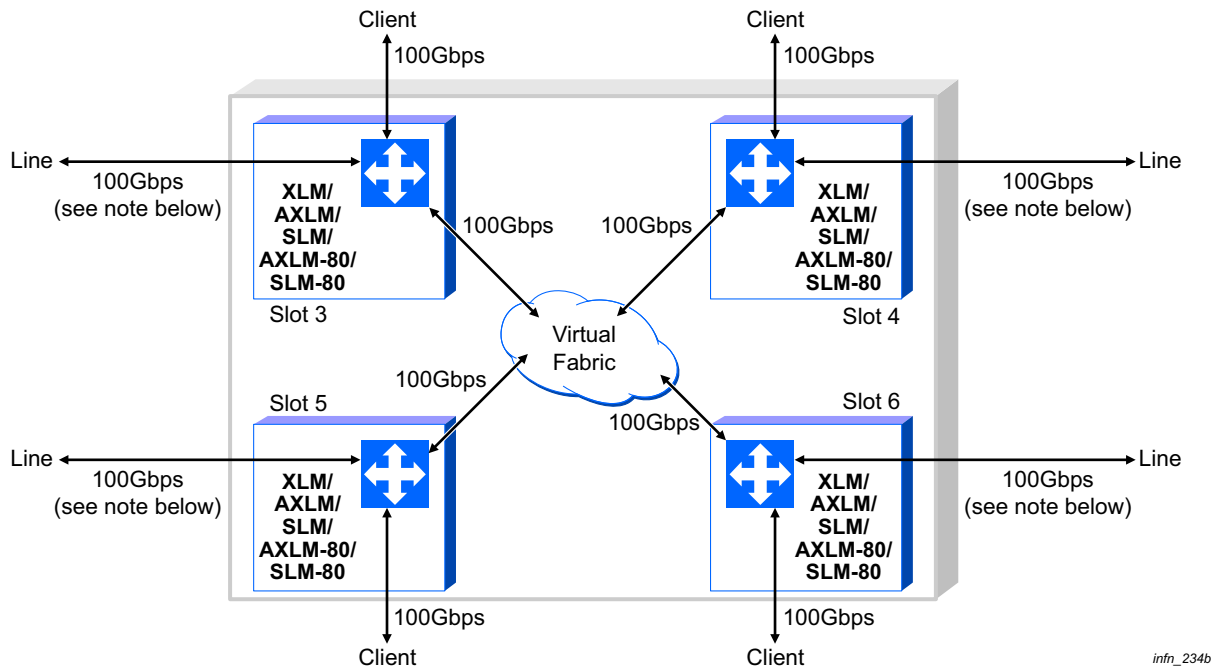 Client
Client
100Gbps
100Gbps
Line
100Gbps
(see note below)
XLM/
AXLM/
SLM/
AXLM-80/
SLM-80
Slot 3
100Gbps
100Gbps
XLM/
AXLM/
SLM/
AXLM-80/
SLM-80
Slot 4
Line
100Gbps
(see note below)
Virtual
Fabric
100Gbps
100Gbps
Slot 5
Line
100Gbps
(see note below)
XLM/
AXLM/
SLM/
AXLM-80/
SLM-80
Slot 6
XLM/
AXLM/
SLM/
AXLM-80/
SLM-80
Line
100Gbps
(see note below)
100Gbps
100Gbps
Client
Client
infn_234b